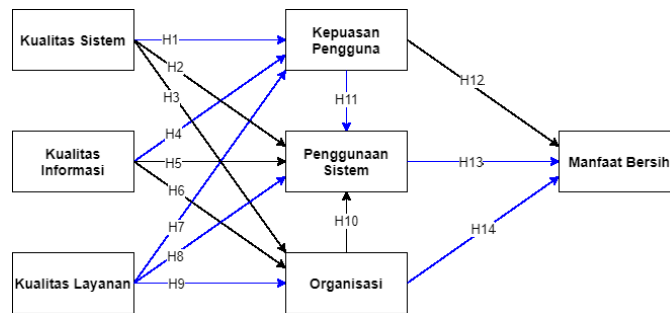 Kualitas Sistem
H1
Kepuasan
Pengguna
H2
H3
H12
H11
H4
Kualitas
Informasi
H5
Penggunaan
Sistem
H13
Manfaat Bersih
H6
H7
H10
H14
H8
Kualitas Layanan
H9
Organisasi